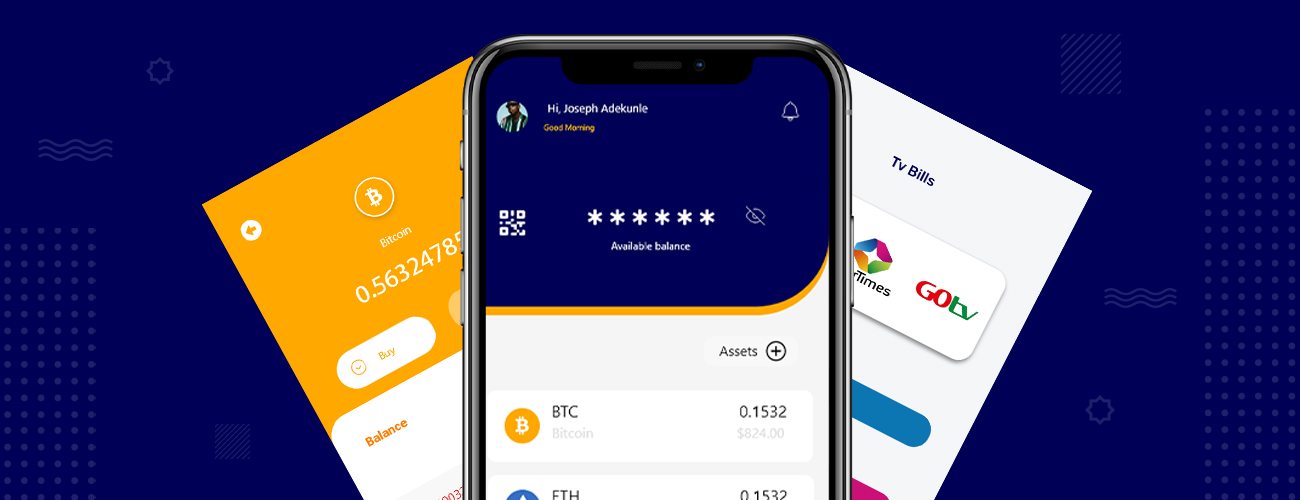 Bitcoin
0.56324785
Buy
Balance
Hi, Joseph Adekunle
Good Morning
******
Available balance
Assets
BTC
0.1532
Bitcoin
$824.00
ETH
0.1532
Tv Bills
rTimes
GOtv